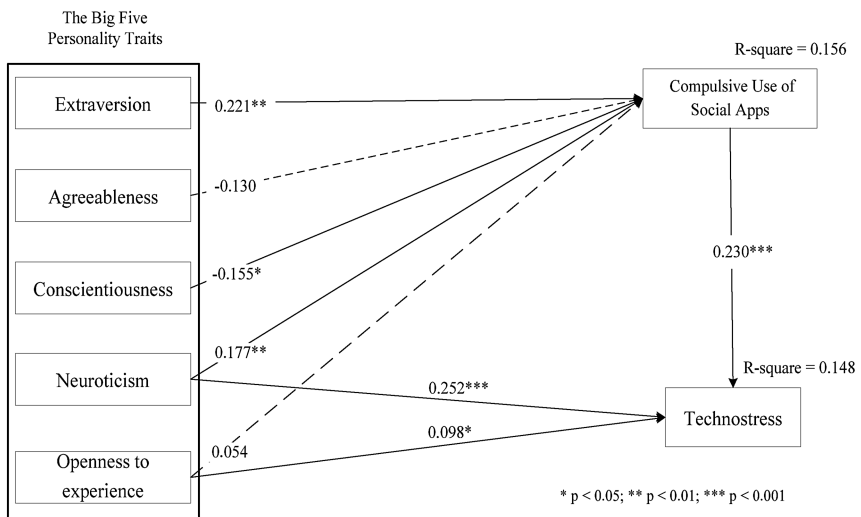 The Big Five
Personality Traits
R-square = 0.156
Extraversion
0.221**
Compulsive Use of
Social Apps
Agreeableness
-0.130
Conscientiousness
-0.155*
0.230***
Neuroticism
0.177**
0.252***
R-square = 0.148
Technostress
0.098*
Openness to
experience
0.054
* p < 0.05; ** p < 0.01; *** p < 0.001